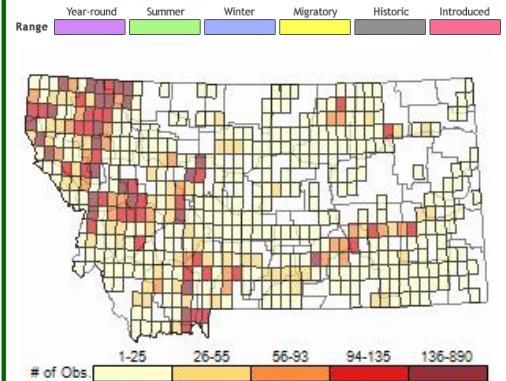 Year-round Summer Winter Migratory Historic Introduced
Range
1-25 26-55 56-93 94-135 136-890
# of Obs.